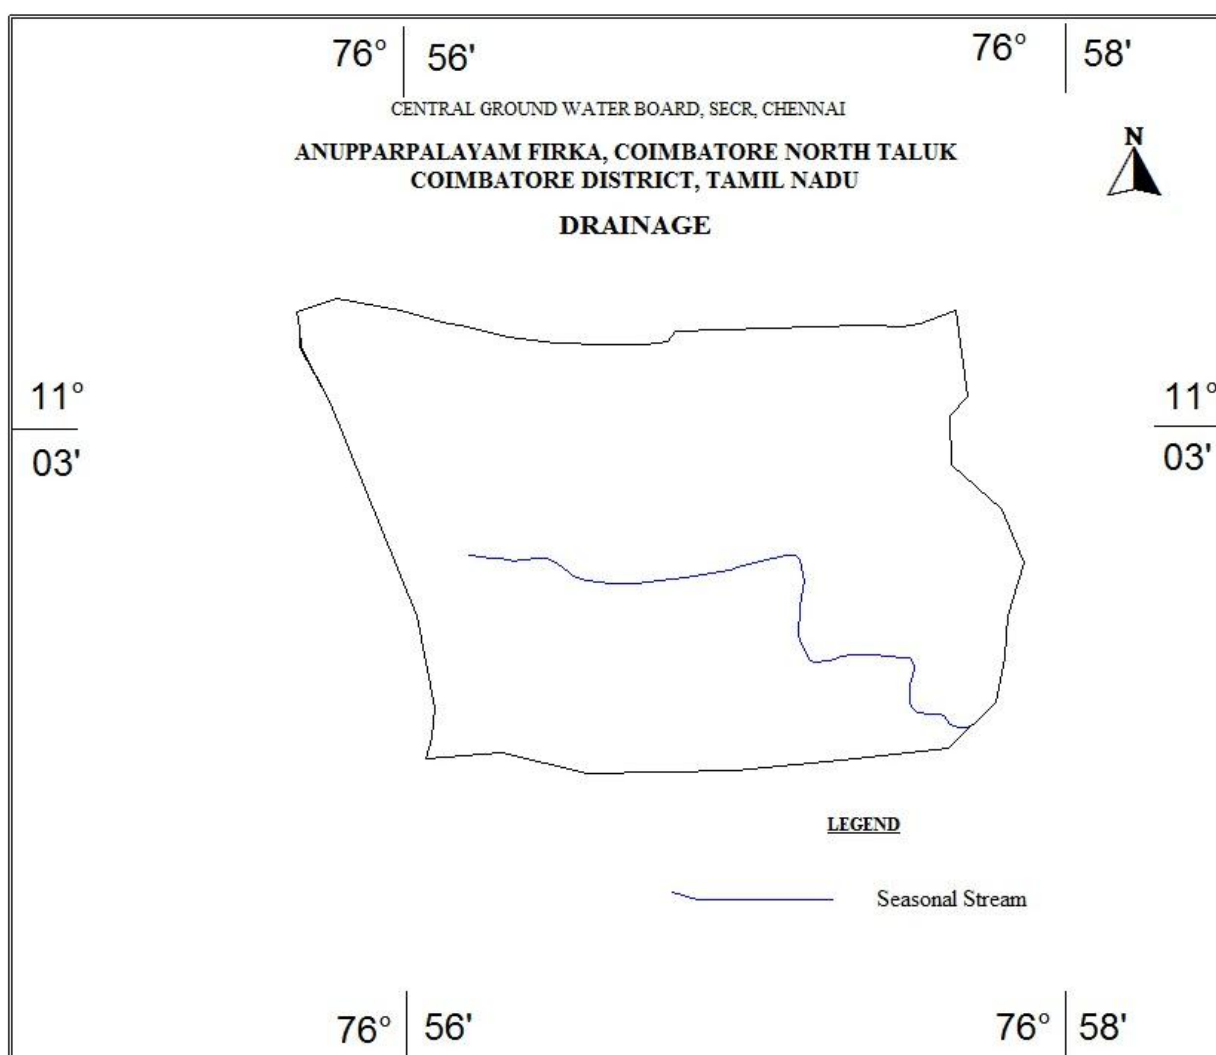 76° 56' 76° 58'
CENTRAL GROUND WATER BOARD, SECR, CHENNAI
N
ANUPPARPALAYAM FIRKA, COIMBATORE NORTH TALUK
COIMBATORE DISTRICT, TAMIL NADU
DRAINAGE
11° 11°
03' 03'
LEGEND
Seasonal Stream
76° 56' 76° 58'